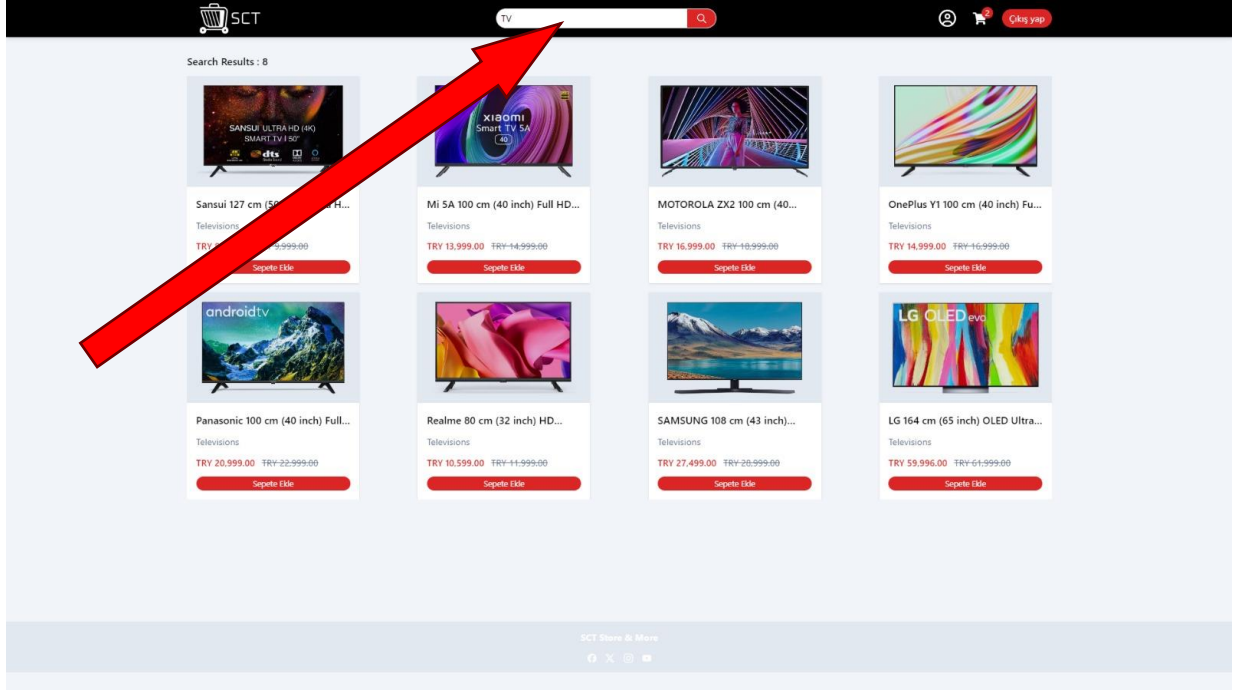 SCT
TV
2
Çıkış yap
Search Results : 8
SANSUI ULTRA HD (4K)
SMART TV I 50"
dts
xiaomi
Smart TV 5A
40
Sansui 127 cm (50 H...
Mi 5A 100 cm (40 inch) Full HD...
MOTOROLA ZX2 100 cm (40...
OnePlus Y1 100 cm (40 inch) Fu...
Televisions
Televisions
Televisions
Televisions
TRY 9,999.00
TRY 13,999.00 TRY 14,999.00
TRY 16,999.00 TRY 18,999.00
TRY 14,999.00 TRY 16,999.00
Sepete Ekle
Sepete Ekle
Sepete Ekle
Sepete Ekle
androidtv
LG OLED evo
Panasonic 100 cm (40 inch) Full...
Realme 80 cm (32 inch) HD...
SAMSUNG 108 cm (43 inch)...
LG 164 cm (65 inch) OLED Ultra...
Televisions
Televisions
Televisions
Televisions
TRY 20,999.00 TRY 22,999.00
TRY 10,599.00 TRY 11,999.00
TRY 27,499.00 TRY 28,999.00
TRY 59,996.00 TRY 61,999.00
Sepete Ekle
Sepete Ekle
Sepete Ekle
Sepete Ekle
SCT Store & More